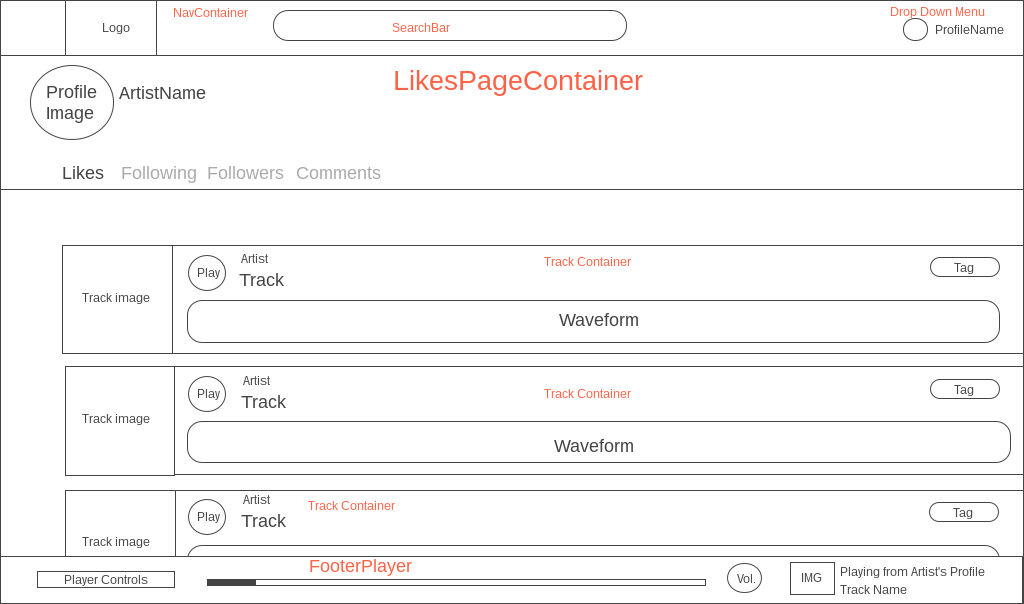 Logo
NavContainer
SearchBar
Drop Down Menu
ProfileName
Profile
Image
ArtistName
LikesPageContainer
Likes Following Followers Comments
Track image
Play
Artist
Track
Track Container
Tag
Waveform
Track image
Play
Artist
Track
Track Container
Tag
Waveform
Track image
Play
Artist
Track
Track Container
Tag
FooterPlayer
Player Controls
Vol.
IMG
Playing from Artist's Profile
Track Name